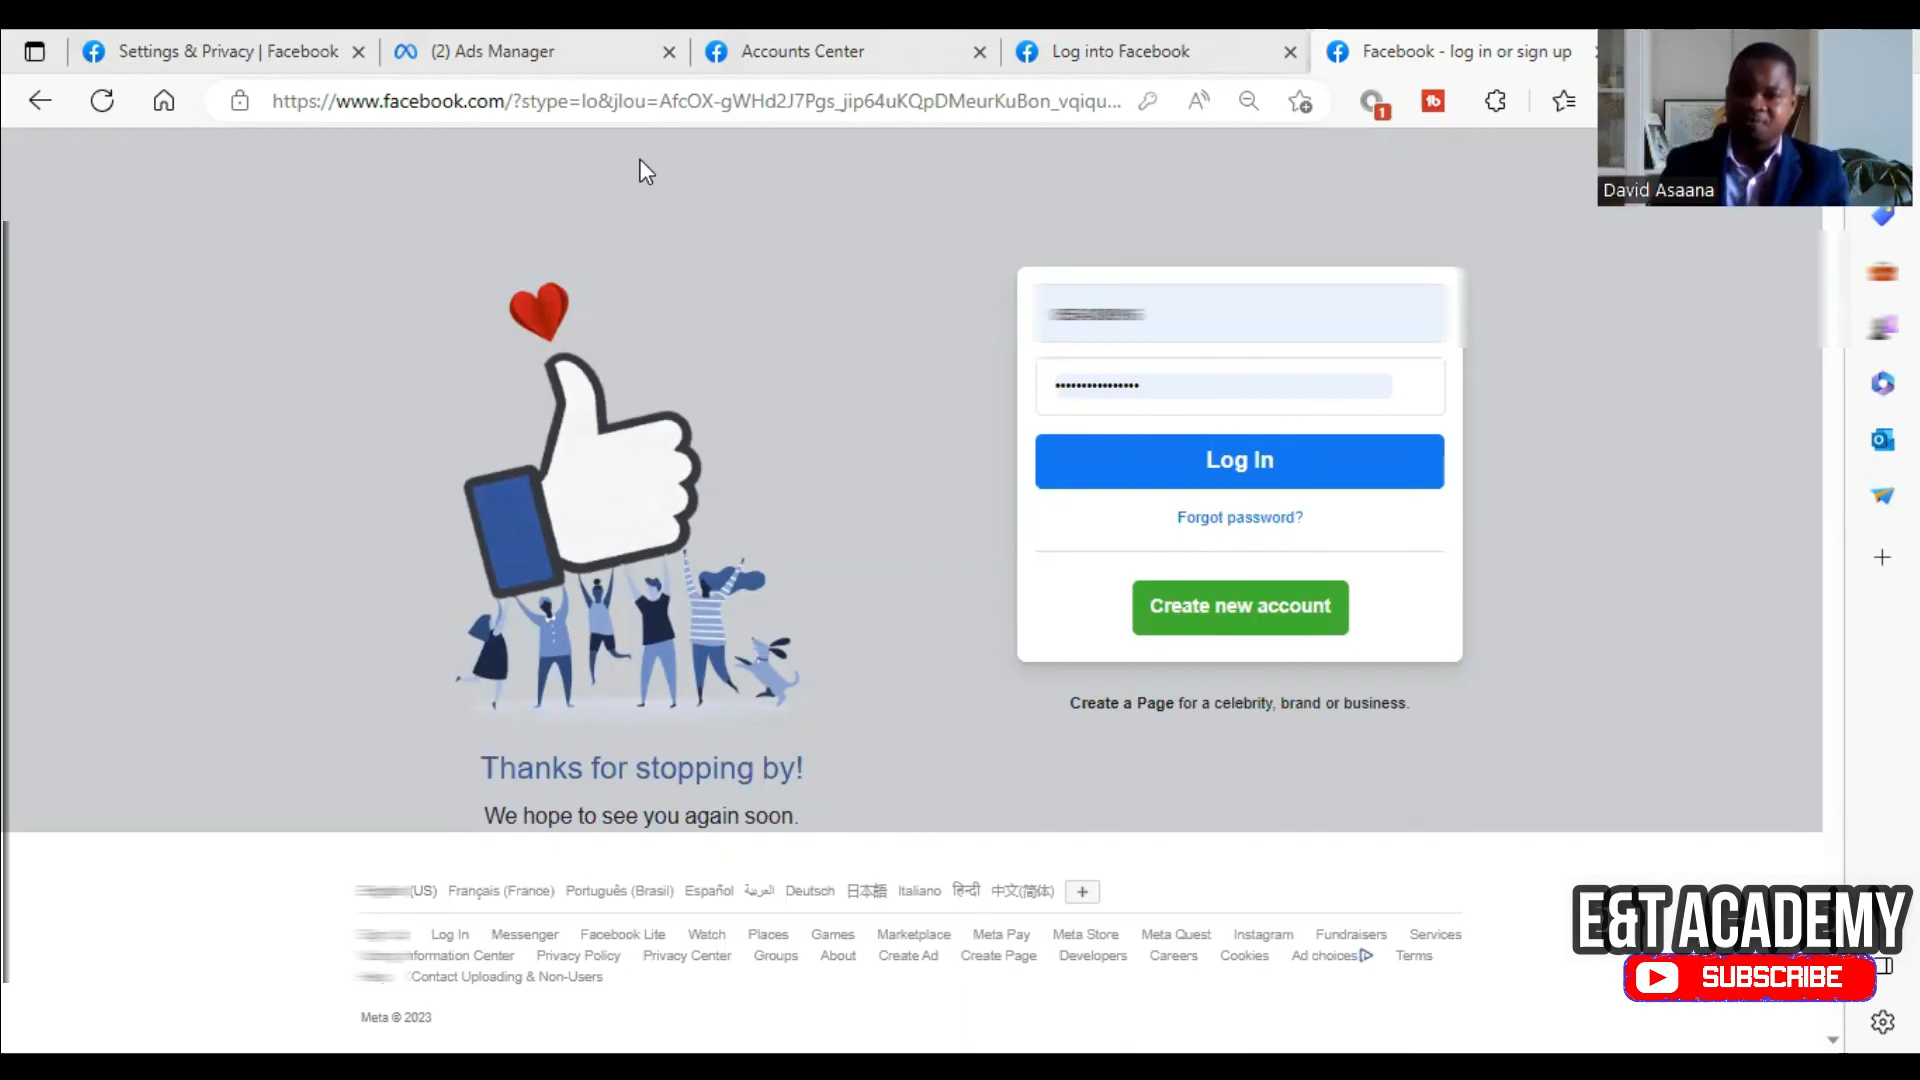 Settings & Privacy | Facebook
(2) Ads Manager
Accounts Center
Log into Facebook
Facebook - log in or sign up
https://www.facebook.com/?stype=lo&jlou=AfcOX-gWHd2J7Pgs_jip64uKQpDMeurKuBon_vqiqu...
1
David Asaana
Log In
Forgot password?
Create new account
Create a Page for a celebrity, brand or business.
Thanks for stopping by!
We hope to see you again soon.
(US) Français (France) Português (Brasil) Español العربية Deutsch 日本語 Italiano हिन्दी 中文(简体) +
Log In Messenger Facebook Lite Watch Places Games Marketplace Meta Pay Meta Store Meta Quest Instagram Fundraisers Services
Privacy Policy Privacy Center Groups About Create Ad Create Page Developers Careers Cookies Ad choices Terms
Contact Uploading & Non-Users
Meta © 2023
E&T ACADEMY
SUBSCRIBE